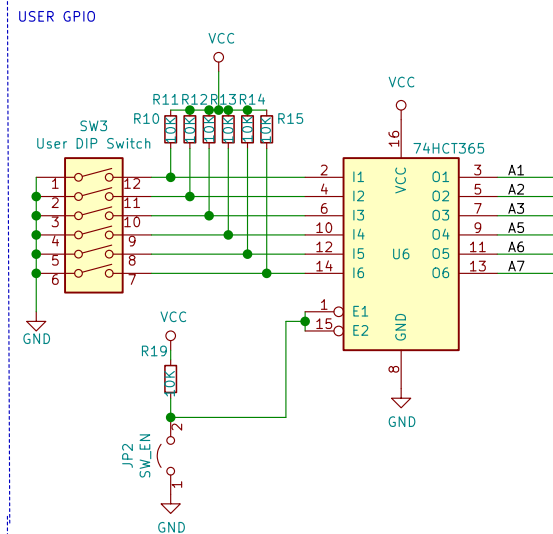 USER GPIO
VCC
VCC
R11 R12 R13 R14
R10 10K 10K 10K 10K 10K 10K R15
SW3
User DIP Switch
16
74HCT365
VCC
1 12 2 I1 O1 3 A1
2 11 4 I2 O2 5 A2
3 10 6 I3 O3 7 A3
4 9 10 I4 O4 9 A5
5 8 12 I5 U6 O5 11 A6
6 7 14 I6 O6 13 A7
1 E1
15 E2
GND
GND
VCC
R19
10K
8
GND
2
JP2
SW_EN
1
GND